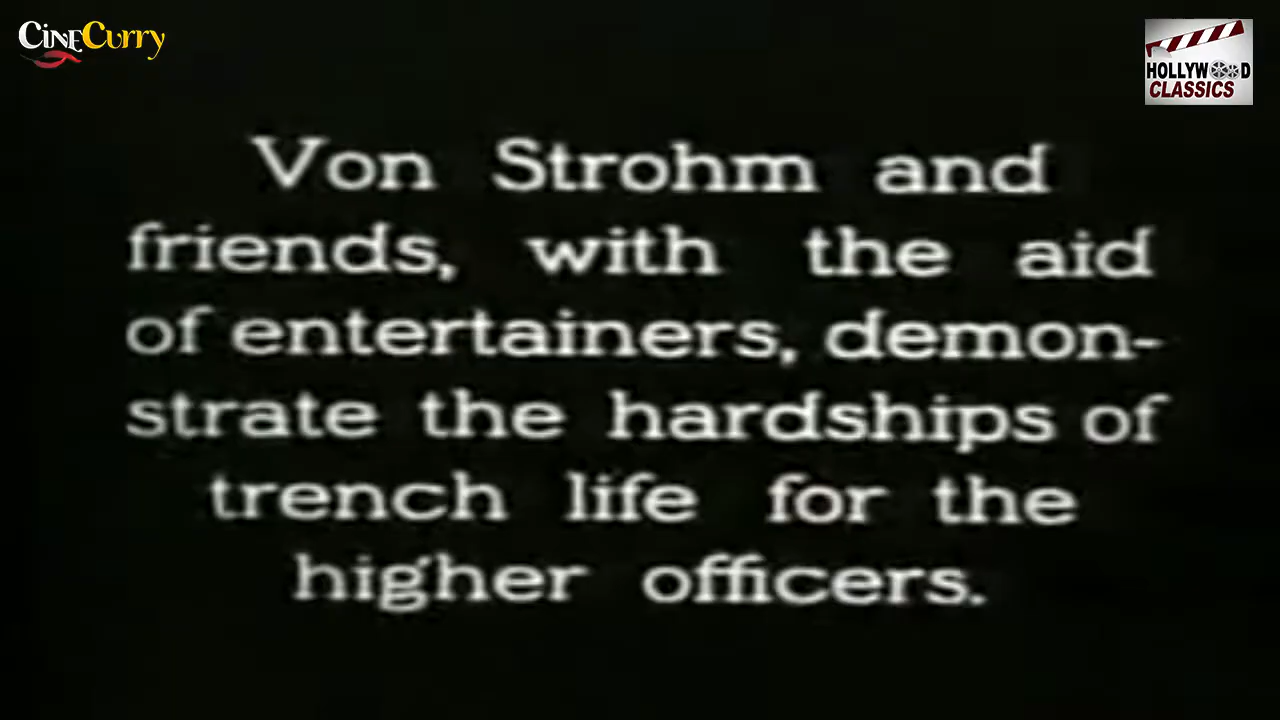 CineCurry
HOLLYWOOD
CLASSICS
Von Strohm and
friends, with the aid
of entertainers, demon-
strate the hardships of
trench life for the
higher officers.